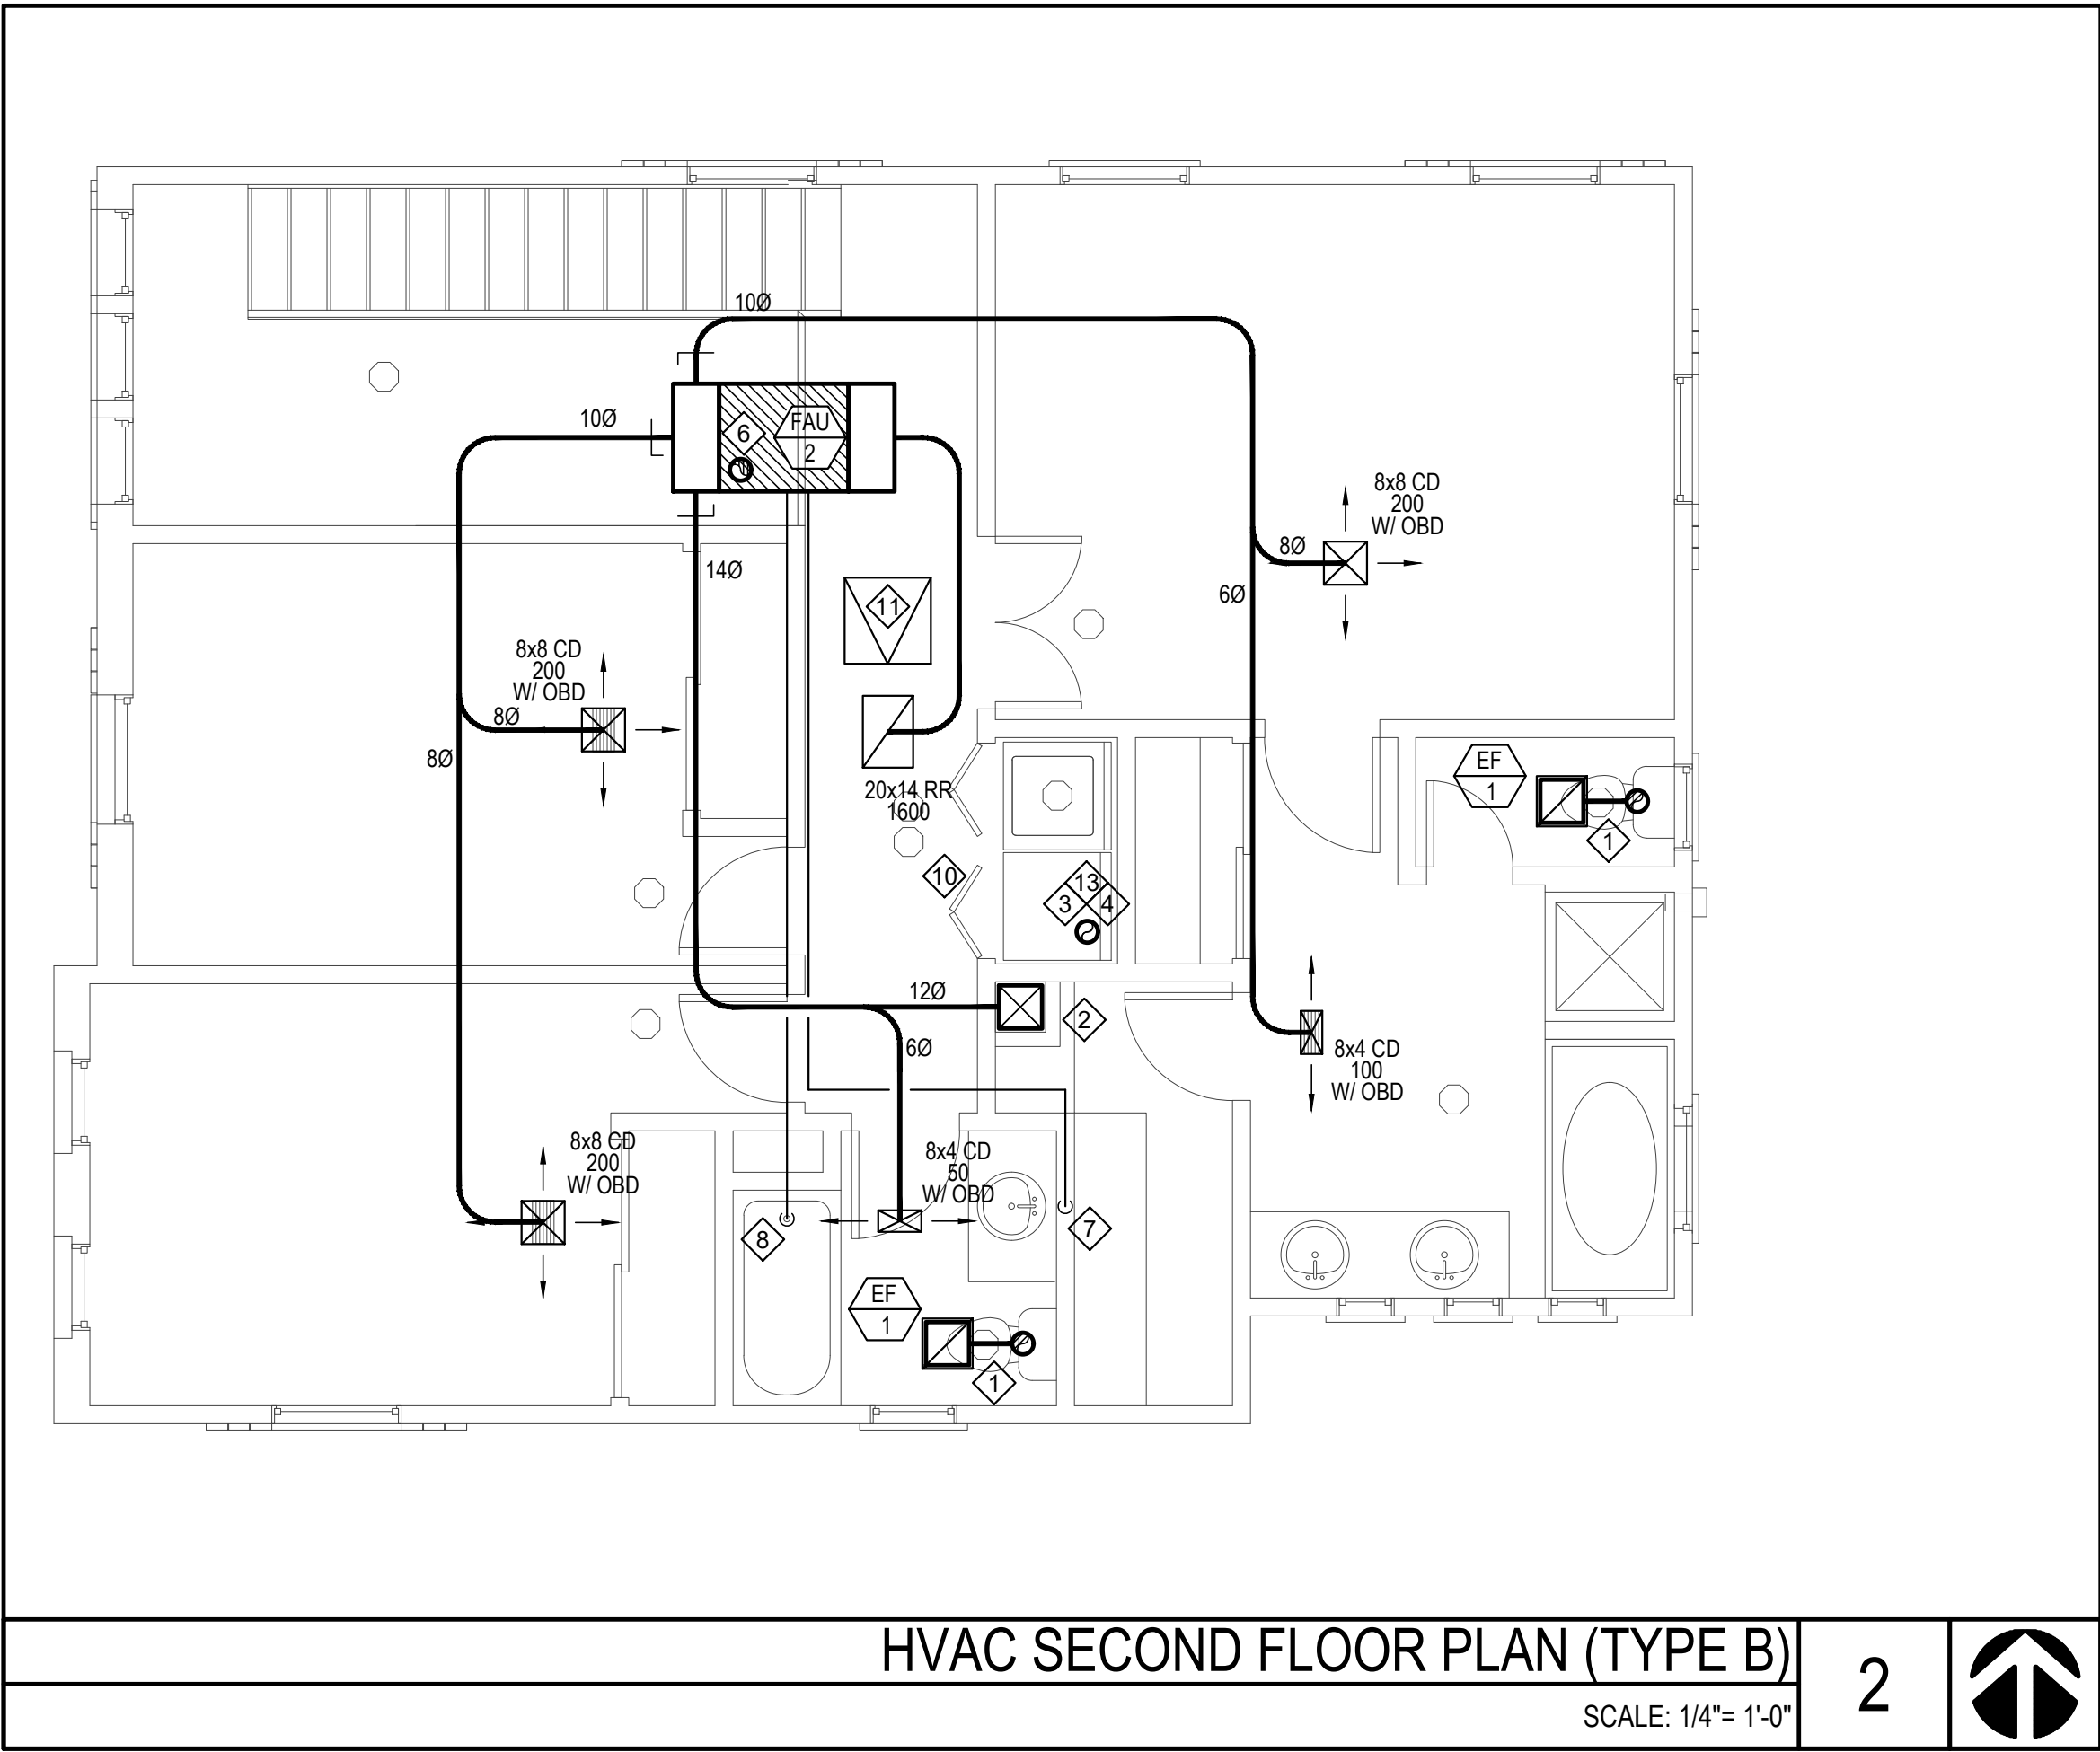 10Ø
10Ø
6
FAU
2
8x8 CD
200
W/ OBD
8Ø
14Ø
6Ø
11
8x8 CD
200
W/ OBD
8Ø
8Ø
EF
1
20x14 RR
1600
1
10
13
3
4
12Ø
2
6Ø
8x4 CD
100
W/ OBD
8x8 CD
200
W/ OBD
8x4 CD
50
W/ OBD
8
7
EF
1
1
HVAC SECOND FLOOR PLAN (TYPE B)
2
SCALE: 1/4"= 1'-0"